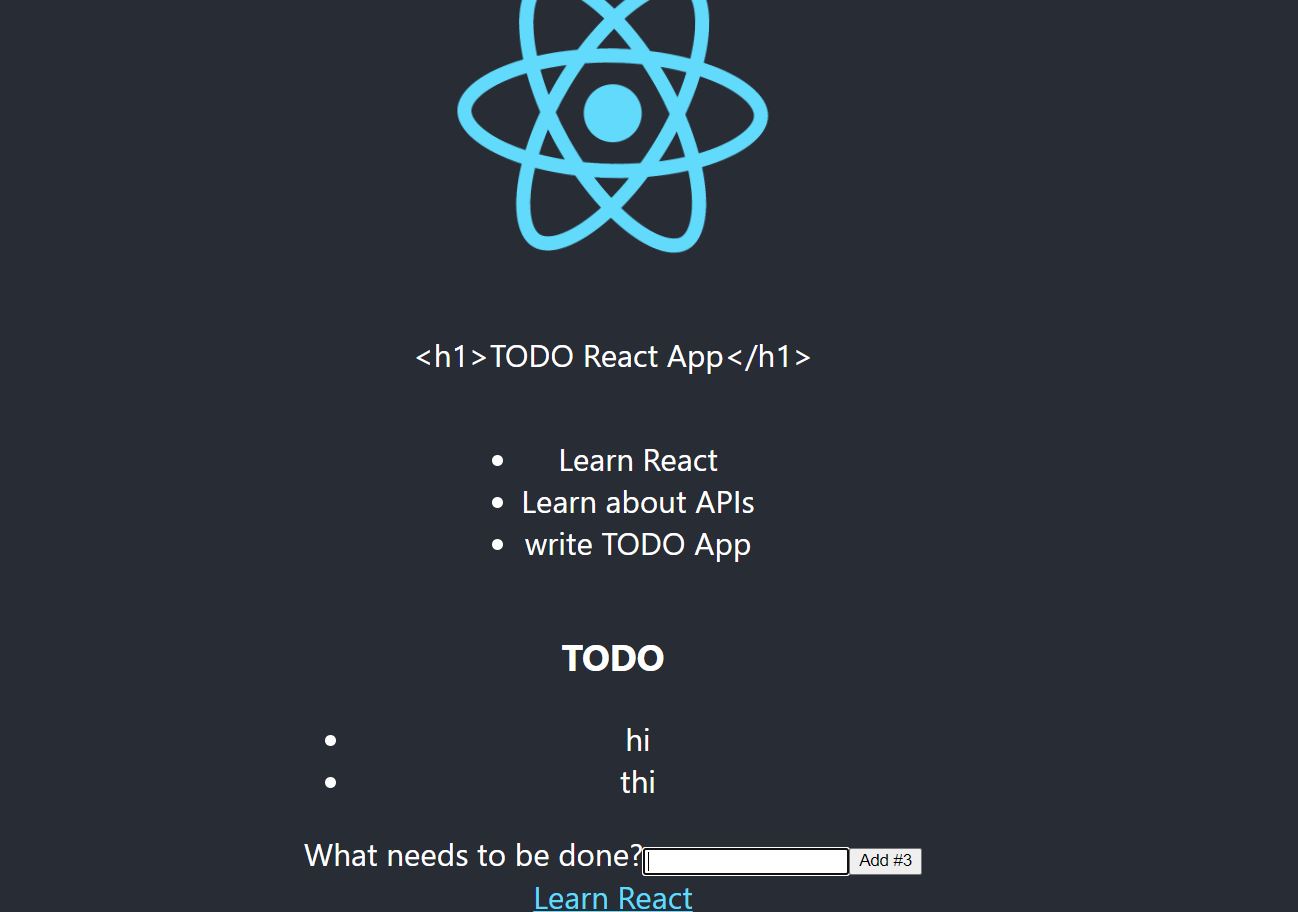 <h1>TODO React App</h1>
Learn React
Learn about APIs
write TODO App
TODO
hi
thi
What needs to be done? Add #3
Learn React